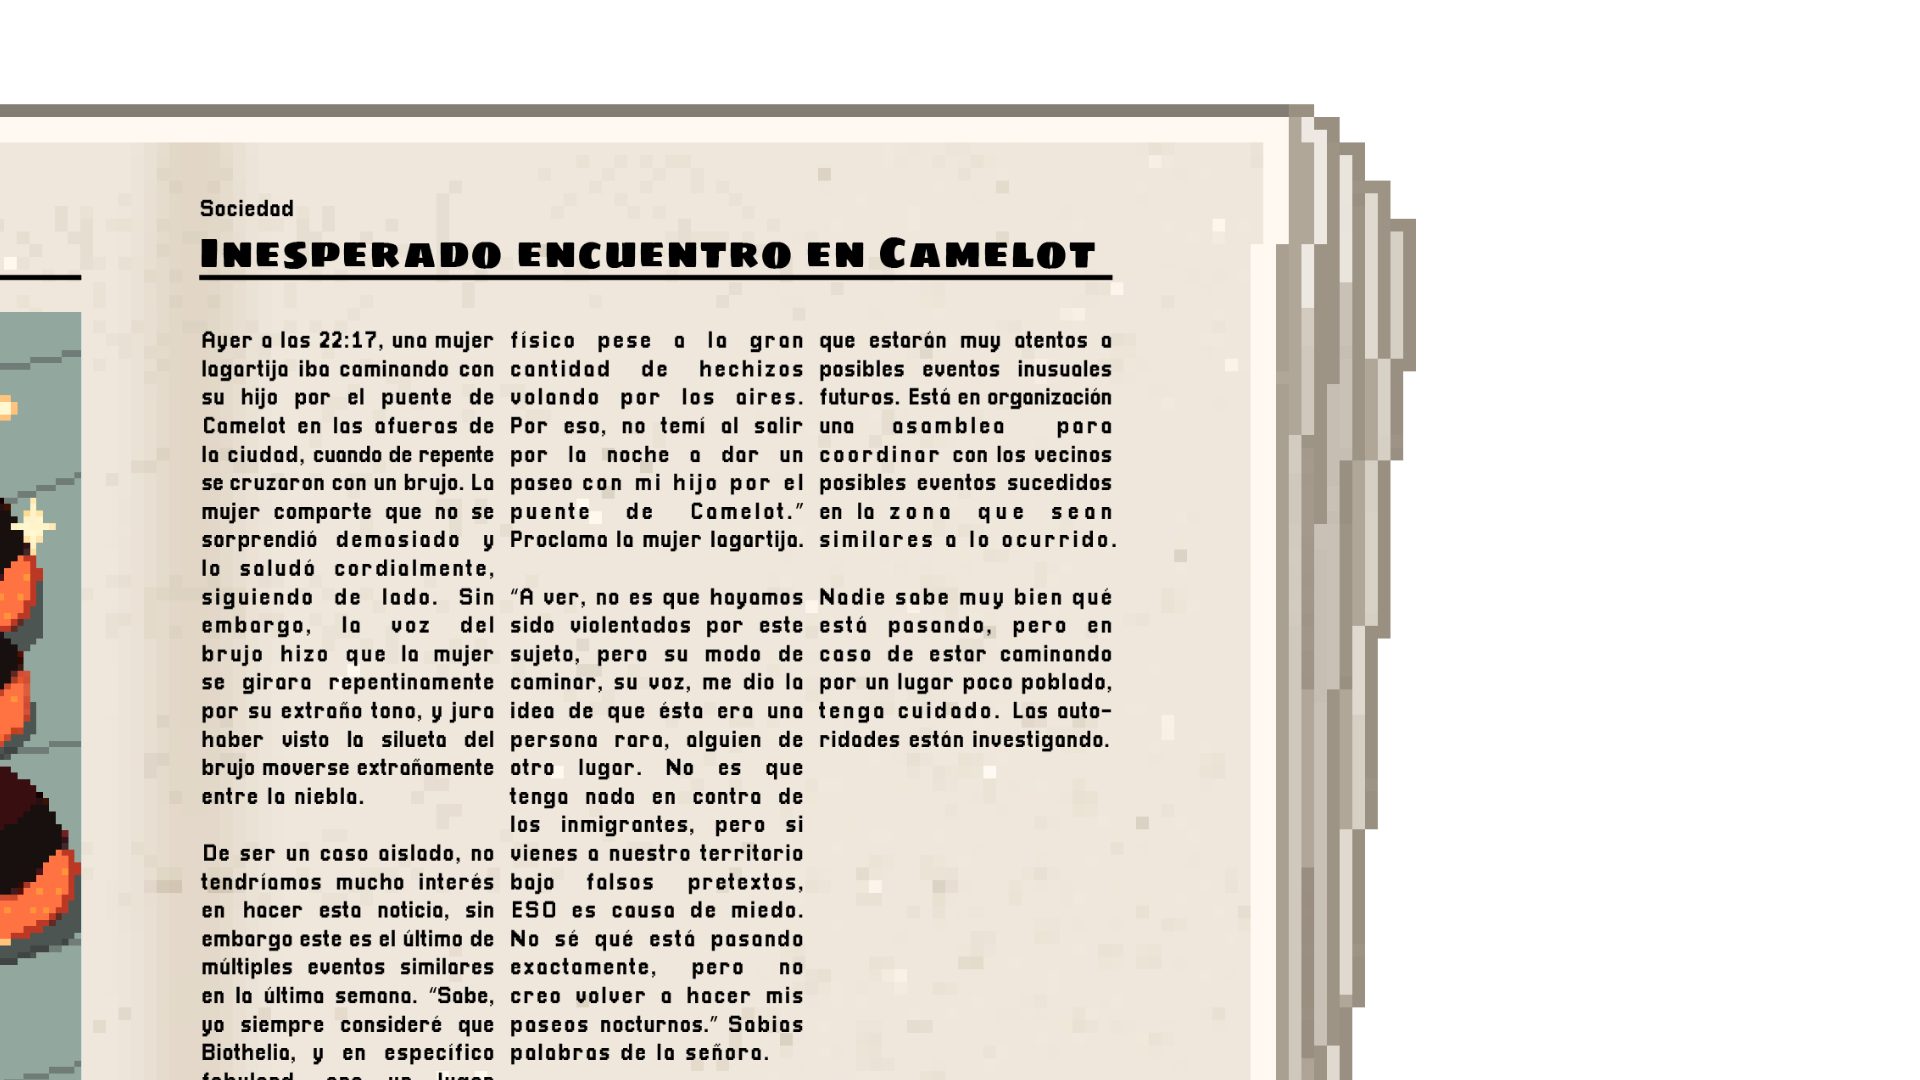 Sociedad
Inesperado encuentro en Camelot
Ayer a las 22:17, una mujer
lagartija iba caminando con
su hijo por el puente de
Camelot en las afueras de
la ciudad, cuando de repente
se cruzaron con un brujo. La
mujer comparte que no se
sorprendió demasiado y
lo saludó cordialmente,
siguiendo de lado. Sin
embargo, la voz del
brujo hizo que la mujer
se girara repentinamente
por su extraño tono, y jura
haber visto la silueta del
brujo moverse extrañamente
entre la niebla.
De ser un caso aislado, no
tendríamos mucho interés
en hacer esta noticia, sin
embargo este es el último de
múltiples eventos similares
en la última semana. "Sabe,
yo siempre consideré que
Biothelia, y en específico
físico pese a la gran
cantidad de hechizos
volando por los aires.
Por eso, no temí al salir
por la noche a dar un
paseo con mi hijo por el
puente de Camelot."
Proclama la mujer lagartija.
"A ver, no es que hayamos
sido violentados por este
sujeto, pero su modo de
caminar, su voz, me dio la
idea de que ésta era una
persona rara, alguien de
otro lugar. No es que
tenga nada en contra de
los inmigrantes, pero si
vienes a nuestro territorio
bajo falsos pretextos,
ESO es causa de miedo.
No sé qué está pasando
exactamente, pero no
creo volver a hacer mis
paseos nocturnos." Sabias
palabras de la señora.
que estarán muy atentos a
posibles eventos inusuales
futuros. Está en organización
una asamblea para
coordinar con los vecinos
posibles eventos sucedidos
en la zona que sean
similares a lo ocurrido.
Nadie sabe muy bien qué
está pasando, pero en
caso de estar caminando
por un lugar poco poblado,
tenga cuidado. Las auto-
ridades están investigando.